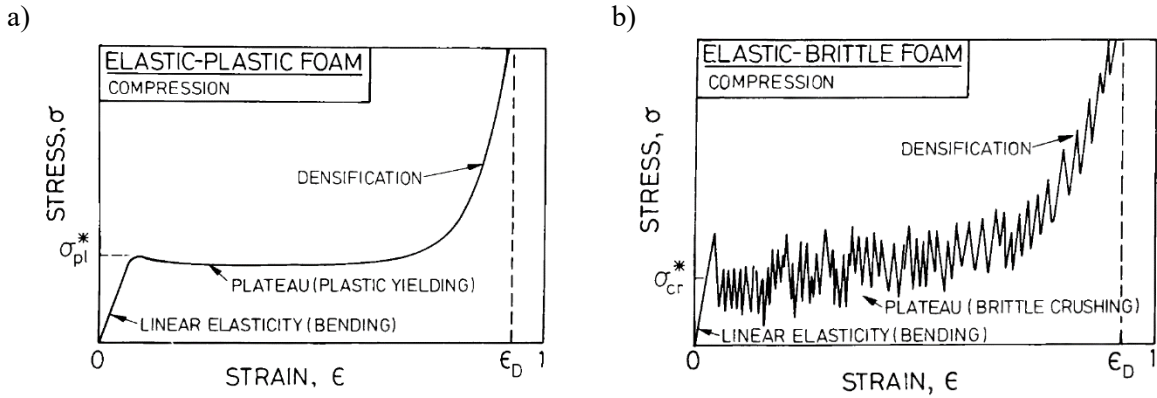 a)
ELASTIC-PLASTIC FOAM
COMPRESSION
STRESS, σ
DENSIFICATION
σ*pl
PLATEAU (PLASTIC YIELDING)
LINEAR ELASTICITY (BENDING)
0
ϵD
1
STRAIN, ϵ
b)
ELASTIC-BRITTLE FOAM
COMPRESSION
STRESS, σ
DENSIFICATION
σ*cr
PLATEAU (BRITTLE CRUSHING)
LINEAR ELASTICITY (BENDING)
0
ϵD
1
STRAIN, ϵ